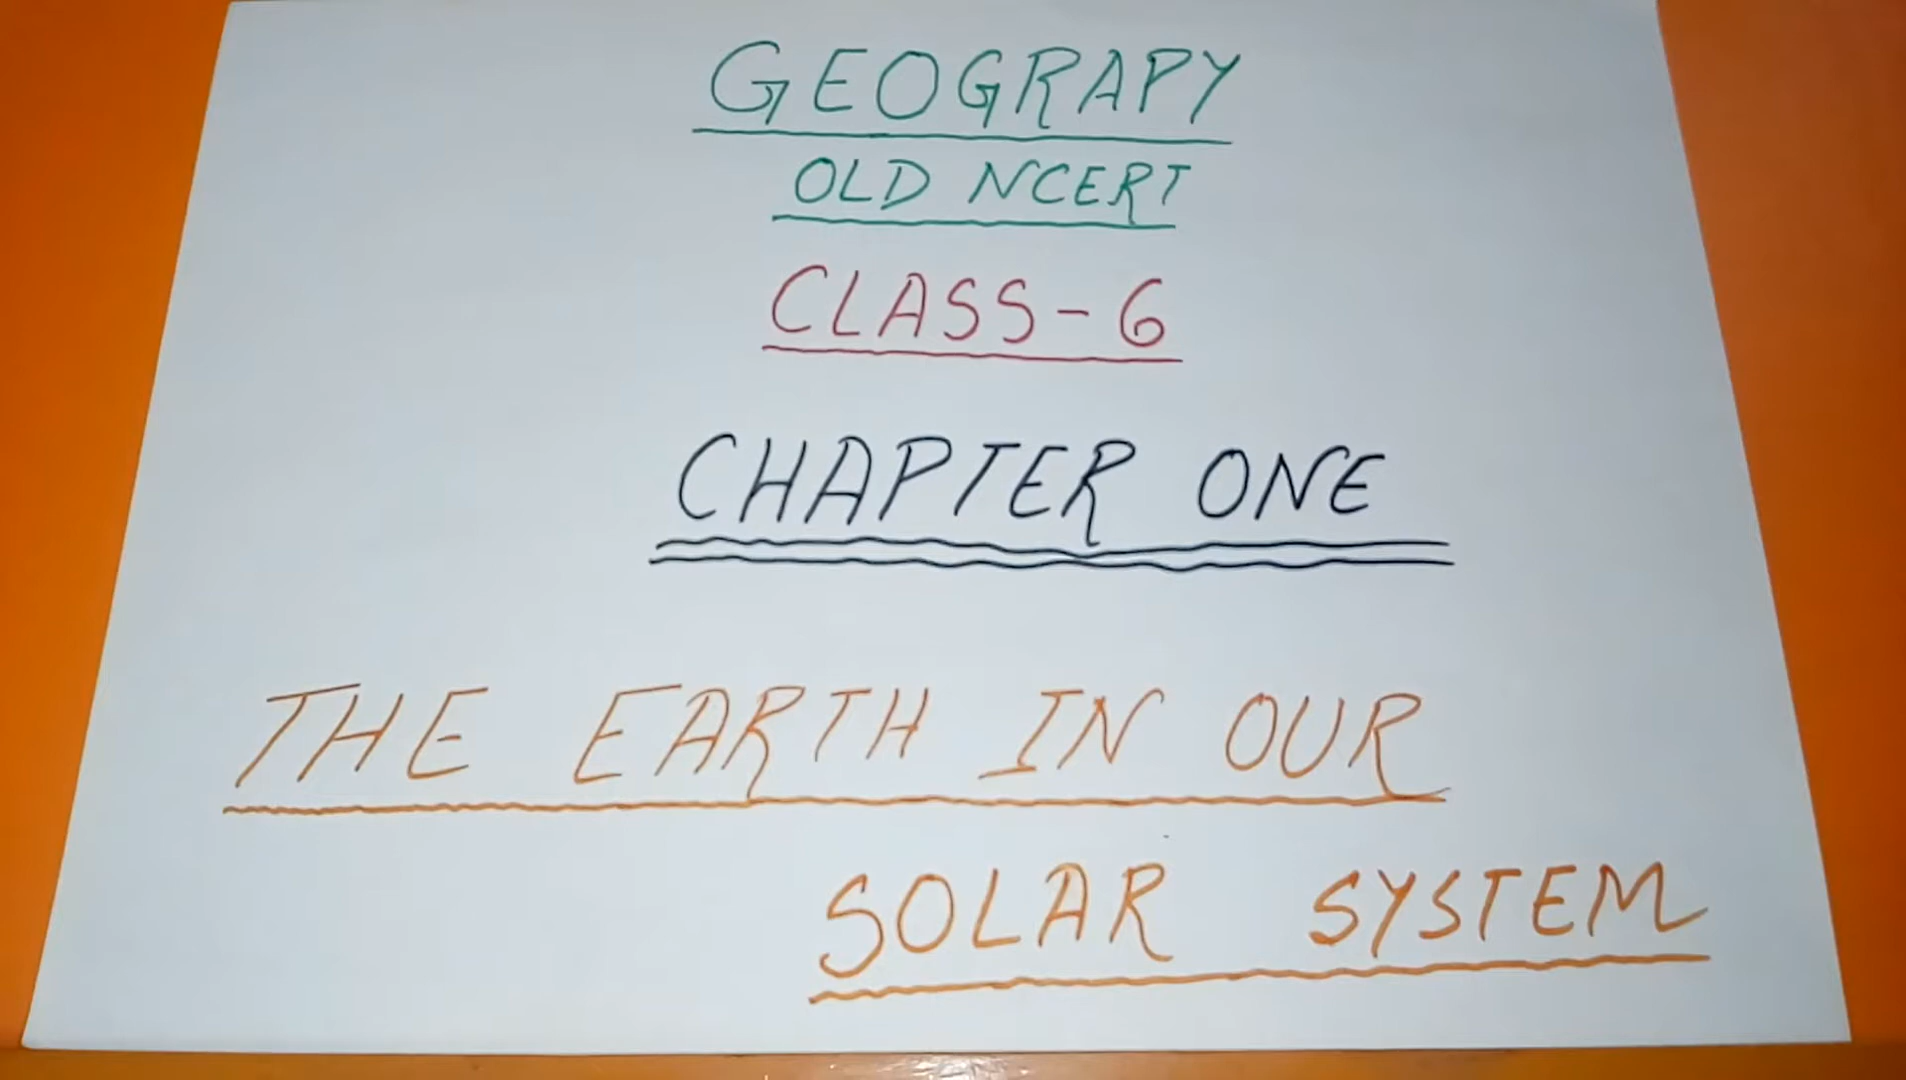 GEOGRAPY
OLD NCERT
CLASS-6
CHAPTER ONE
THE EARTH IN OUR
SOLAR SYSTEM